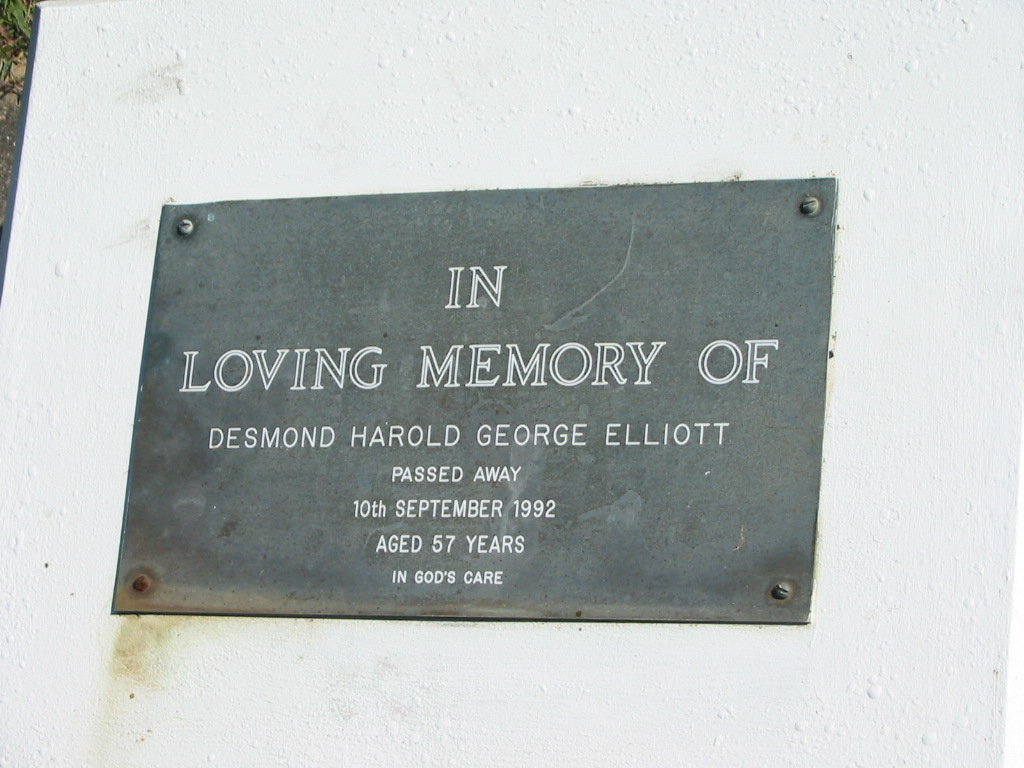 IN
LOVING MEMORY OF
DESMOND HAROLD GEORGE ELLIOTT
PASSED AWAY
10th SEPTEMBER 1992
AGED 57 YEARS
IN GOD'S CARE